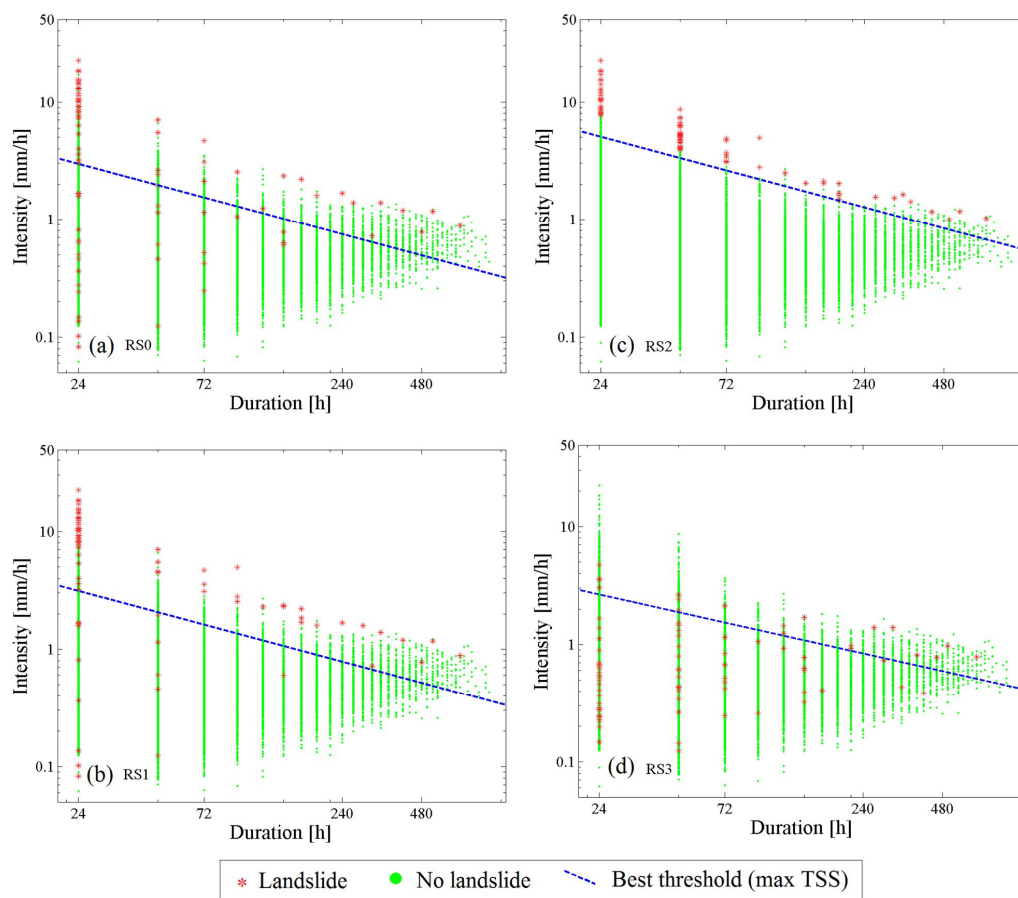 50
10
1
0.1
Intensity [mm/h]
(a) RS0
24 72 240 480
Duration [h]
50
10
1
0.1
Intensity [mm/h]
(c) RS2
24 72 240 480
Duration [h]
50
10
1
0.1
Intensity [mm/h]
(b) RS1
24 72 240 480
Duration [h]
50
10
1
0.1
Intensity [mm/h]
(d) RS3
24 72 240 480
Duration [h]
Landslide No landslide Best threshold (max TSS)